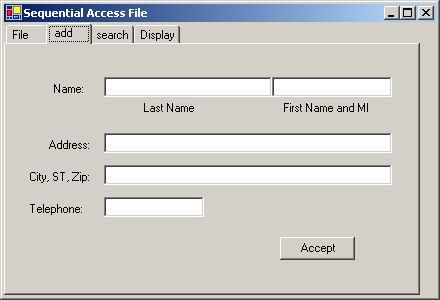 Sequential Access File
File add search Display
Name:
Last Name First Name and MI
Address:
City, ST, Zip:
Telephone:
Accept